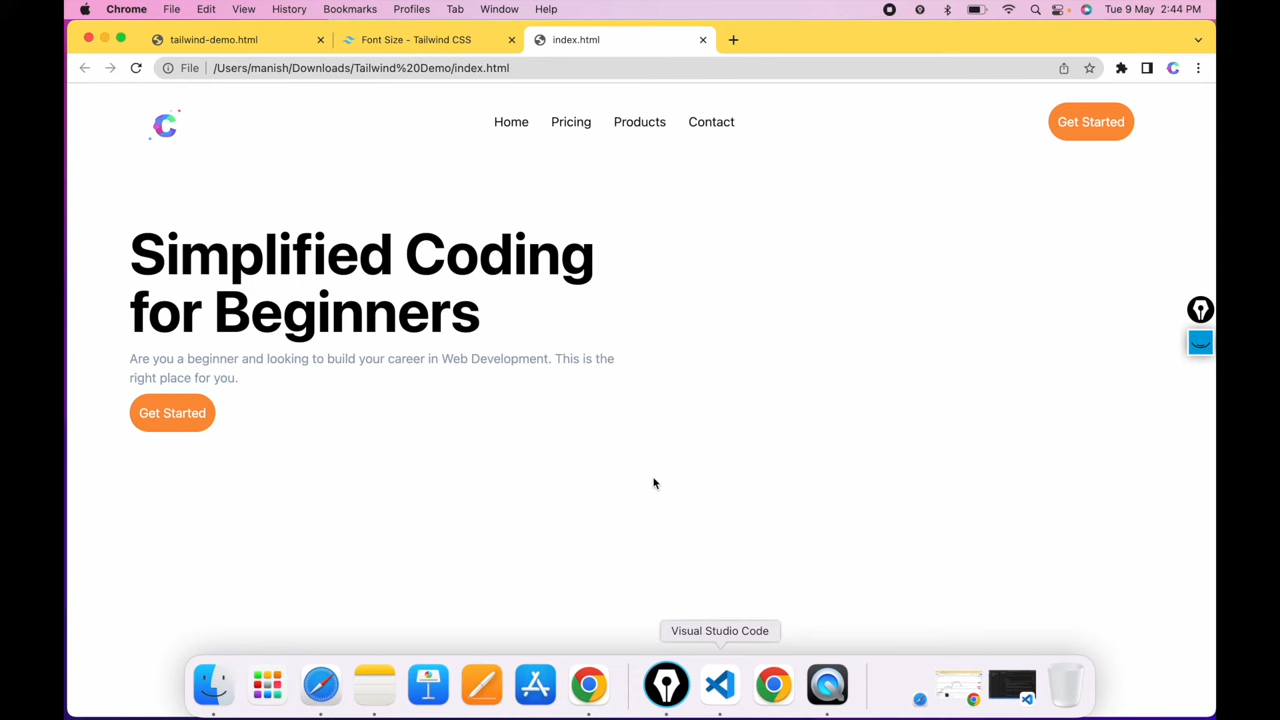 Chrome File Edit View History Bookmarks Profiles Tab Window Help Tue 9 May 2:44 PM
tailwind-demo.html Font Size - Tailwind CSS index.html
File /Users/manish/Downloads/Tailwind%20Demo/index.html
Home Pricing Products Contact Get Started
Simplified Coding
for Beginners
Are you a beginner and looking to build your career in Web Development. This is the
right place for you.
Get Started
Visual Studio Code